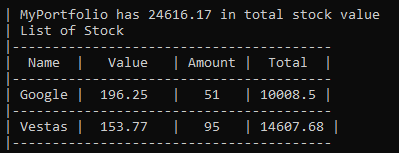 | MyPortfolio has 24616.17 in total stock value
| List of Stock
|-----------------------------------------
|  Name  |   Value    | Amount |  Total  |
|-----------------------------------------
| Google |  196.25    |   51   | 10008.5 |
|-----------------------------------------
| Vestas |  153.77    |   95   | 14607.68 |
|-----------------------------------------